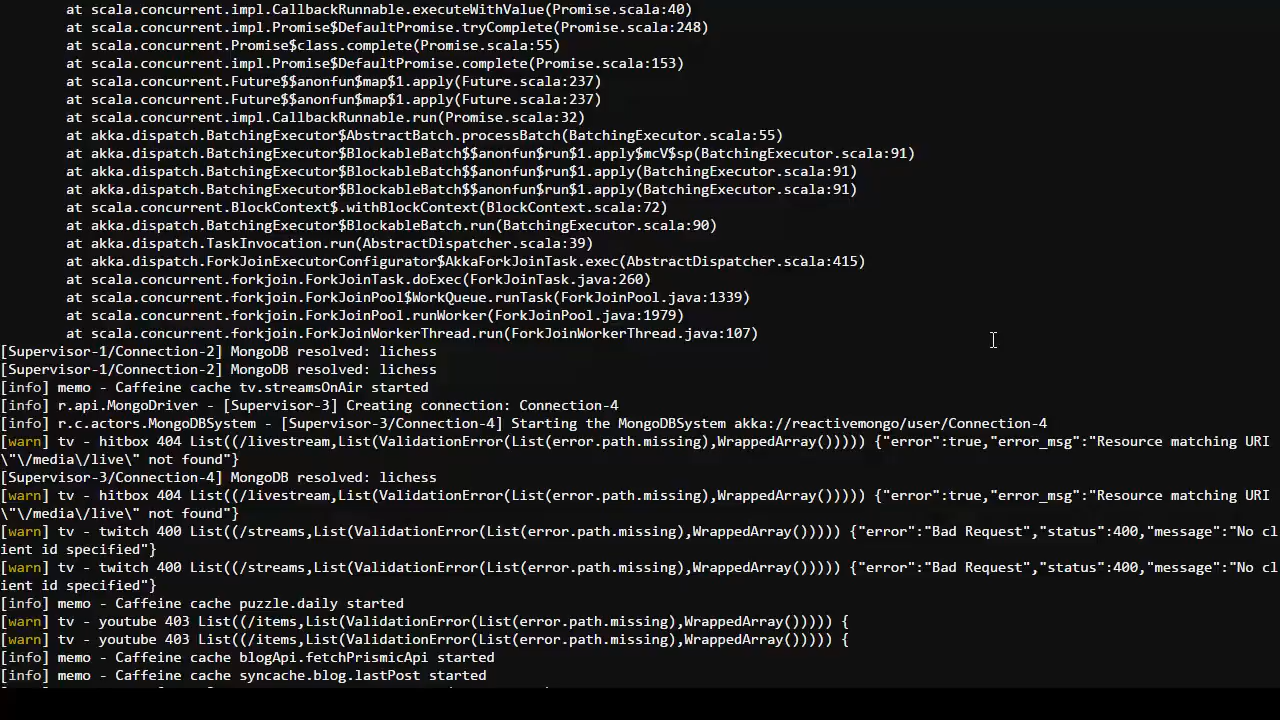 at scala.concurrent.impl.CallbackRunnable.executeWithValue(Promise.scala:40)
at scala.concurrent.impl.Promise$DefaultPromise.tryComplete(Promise.scala:248)
at scala.concurrent.Promise$class.complete(Promise.scala:55)
at scala.concurrent.impl.Promise$DefaultPromise.complete(Promise.scala:153)
at scala.concurrent.Future$$anonfun$map$1.apply(Future.scala:237)
at scala.concurrent.Future$$anonfun$map$1.apply(Future.scala:237)
at scala.concurrent.impl.CallbackRunnable.run(Promise.scala:32)
at akka.dispatch.BatchingExecutor$AbstractBatch.processBatch(BatchingExecutor.scala:55)
at akka.dispatch.BatchingExecutor$BlockableBatch$$anonfun$run$1.apply$mcV$sp(BatchingExecutor.scala:91)
at akka.dispatch.BatchingExecutor$BlockableBatch$$anonfun$run$1.apply(BatchingExecutor.scala:91)
at akka.dispatch.BatchingExecutor$BlockableBatch$$anonfun$run$1.apply(BatchingExecutor.scala:91)
at scala.concurrent.BlockContext$.withBlockContext(BlockContext.scala:72)
at akka.dispatch.BatchingExecutor$BlockableBatch.run(BatchingExecutor.scala:90)
at akka.dispatch.TaskInvocation.run(AbstractDispatcher.scala:39)
at akka.dispatch.ForkJoinExecutorConfigurator$AkkaForkJoinTask.exec(AbstractDispatcher.scala:415)
at scala.concurrent.forkjoin.ForkJoinTask.doExec(ForkJoinTask.java:260)
at scala.concurrent.forkjoin.ForkJoinPool$WorkQueue.runTask(ForkJoinPool.java:1339)
at scala.concurrent.forkjoin.ForkJoinPool.runWorker(ForkJoinPool.java:1979)
at scala.concurrent.forkjoin.ForkJoinWorkerThread.run(ForkJoinWorkerThread.java:107)
[Supervisor-1/Connection-2] MongoDB resolved: lichess
[Supervisor-1/Connection-2] MongoDB resolved: lichess
[info] memo - Caffeine cache tv.streamsOnAir started
[info] r.api.MongoDriver - [Supervisor-3] Creating connection: Connection-4
[info] r.c.actors.MongoDBSystem - [Supervisor-3/Connection-4] Starting the MongoDBSystem akka://reactivemongo/user/Connection-4
[warn] tv - hitbox 404 List((/livestream,List(ValidationError(List(error.path.missing),WrappedArray())))) {"error":true,"error_msg":"Resource matching URI
\"\/media\/live\" not found"}
[Supervisor-3/Connection-4] MongoDB resolved: lichess
[warn] tv - hitbox 404 List((/livestream,List(ValidationError(List(error.path.missing),WrappedArray())))) {"error":true,"error_msg":"Resource matching URI
\"\/media\/live\" not found"}
[warn] tv - twitch 400 List((/streams,List(ValidationError(List(error.path.missing),WrappedArray())))) {"error":"Bad Request","status":400,"message":"No cl
ient id specified"}
[warn] tv - twitch 400 List((/streams,List(ValidationError(List(error.path.missing),WrappedArray())))) {"error":"Bad Request","status":400,"message":"No cl
ient id specified"}
[info] memo - Caffeine cache puzzle.daily started
[warn] tv - youtube 403 List((/items,List(ValidationError(List(error.path.missing),WrappedArray())))) {
[warn] tv - youtube 403 List((/items,List(ValidationError(List(error.path.missing),WrappedArray())))) {
[info] memo - Caffeine cache blogApi.fetchPrismicApi started
[info] memo - Caffeine cache syncache.blog.lastPost started